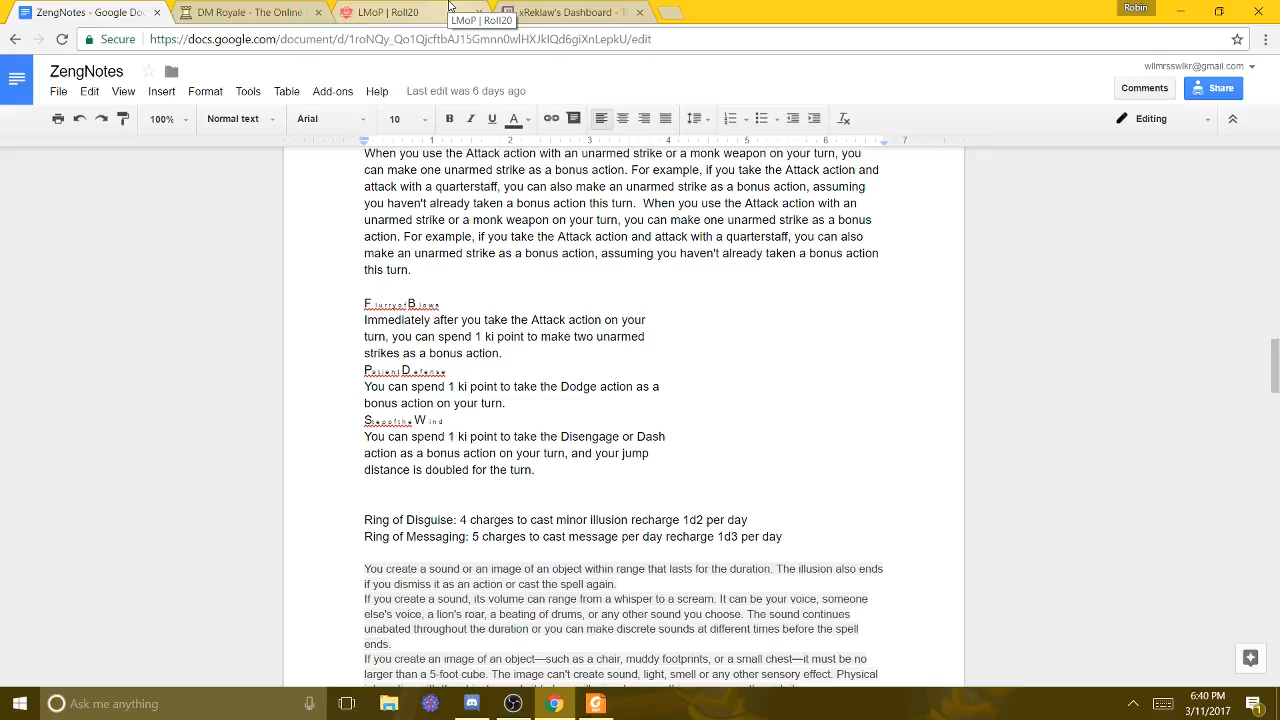 ZengNotes - Google Doc
DM Royale - The Online
LMoP | Roll20
xReklaw's Dashboard - T
Robin
LMoP | Roll20
Secure
https://docs.google.com/document/d/1roNQy_Qo1QjcftbAJ15Gmnn0wlHXJklQd6giXnLepkU/edit
ZengNotes
wllmrsswlkr@gmail.com
File Edit View Insert Format Tools Table Add-ons Help Last edit was 6 days ago
Comments
Share
100% Normal text Arial 10 B I U A Editing
1 2 3 4 5 6 7
When you use the Attack action with an unarmed strike or a monk weapon on your turn, you
can make one unarmed strike as a bonus action. For example, if you take the Attack action and
attack with a quarterstaff, you can also make an unarmed strike as a bonus action, assuming
you haven't already taken a bonus action this turn. When you use the Attack action with an
unarmed strike or a monk weapon on your turn, you can make one unarmed strike as a bonus
action. For example, if you take the Attack action and attack with a quarterstaff, you can also
make an unarmed strike as a bonus action, assuming you haven't already taken a bonus action
this turn.
Flurry of Blows
Immediately after you take the Attack action on your
turn, you can spend 1 ki point to make two unarmed
strikes as a bonus action.
Patient Defense
You can spend 1 ki point to take the Dodge action as a
bonus action on your turn.
Step of the Wind
You can spend 1 ki point to take the Disengage or Dash
action as a bonus action on your turn, and your jump
distance is doubled for the turn.
Ring of Disguise: 4 charges to cast minor illusion recharge 1d2 per day
Ring of Messaging: 5 charges to cast message per day recharge 1d3 per day
You create a sound or an image of an object within range that lasts for the duration. The illusion also ends
if you dismiss it as an action or cast the spell again.
If you create a sound, its volume can range from a whisper to a scream. It can be your voice, someone
else's voice, a lion's roar, a beating of drums, or any other sound you choose. The sound continues
unabated throughout the duration or you can make discrete sounds at different times before the spell
ends.
If you create an image of an object—such as a chair, muddy footprints, or a small chest—it must be no
larger than a 5-foot cube. The image can't create sound, light, smell or any other sensory effect. Physical
Ask me anything
6:40 PM
3/11/2017